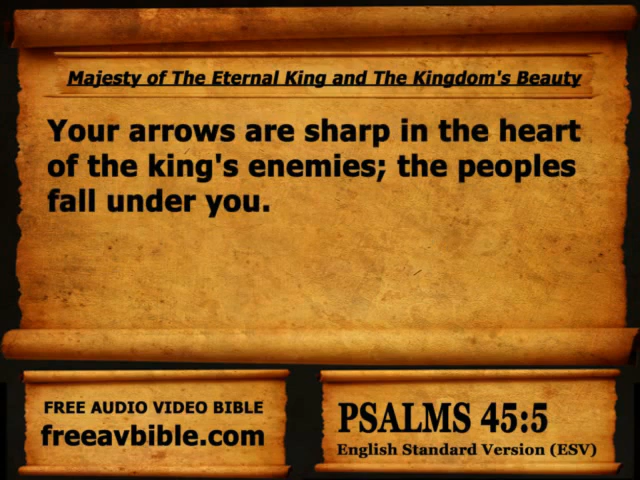 Majesty of The Eternal King and The Kingdom's Beauty
Your arrows are sharp in the heart
of the king's enemies; the peoples
fall under you.
FREE AUDIO VIDEO BIBLE
freeavbible.com
PSALMS 45:5
English Standard Version (ESV)